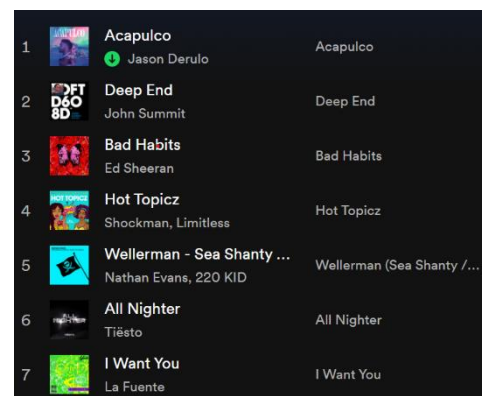 1 Acapulco Acapulco
Jason Derulo
2 Deep End Deep End
John Summit
3 Bad Habits Bad Habits
Ed Sheeran
4 Hot Topicz Hot Topicz
Shockman, Limitless
5 Wellerman - Sea Shanty ... Wellerman (Sea Shanty /...
Nathan Evans, 220 KID
6 All Nighter All Nighter
Tiësto
7 I Want You I Want You
La Fuente